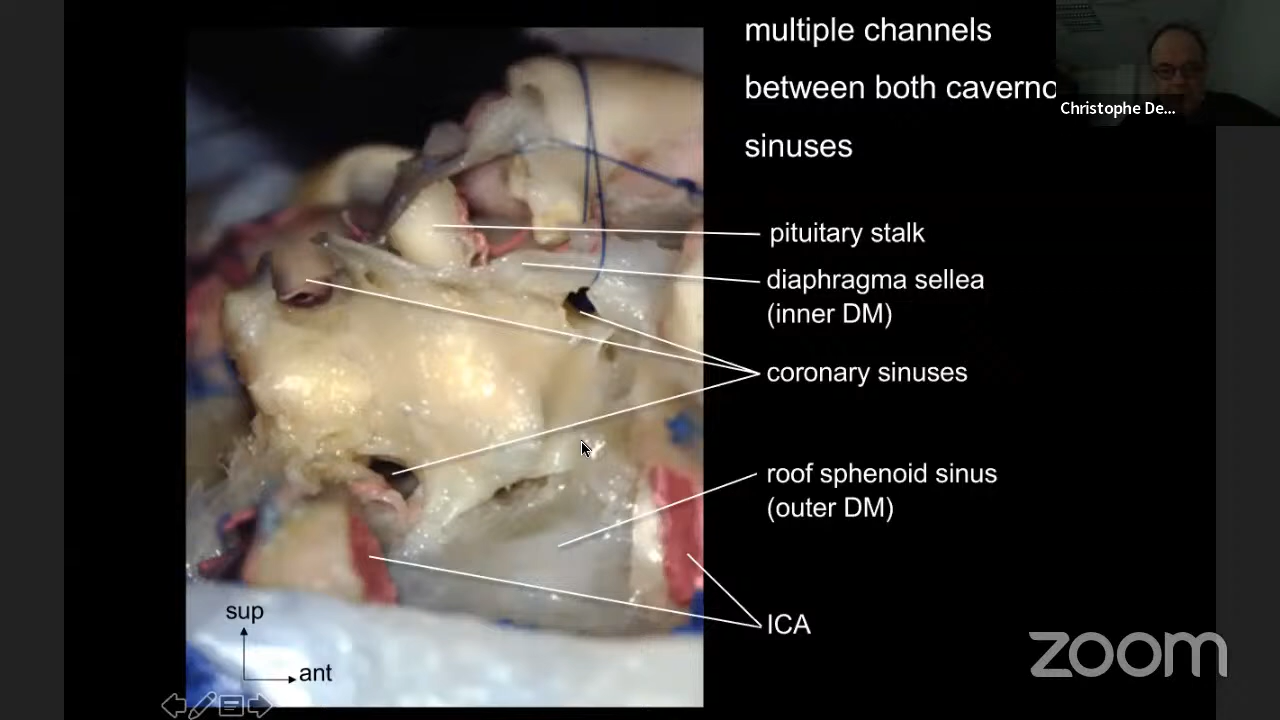 multiple channels
between both caverno
sinuses
Christophe De...
pituitary stalk
diaphragma sellea
(inner DM)
coronary sinuses
roof sphenoid sinus
(outer DM)
ICA
sup
ant
zoom